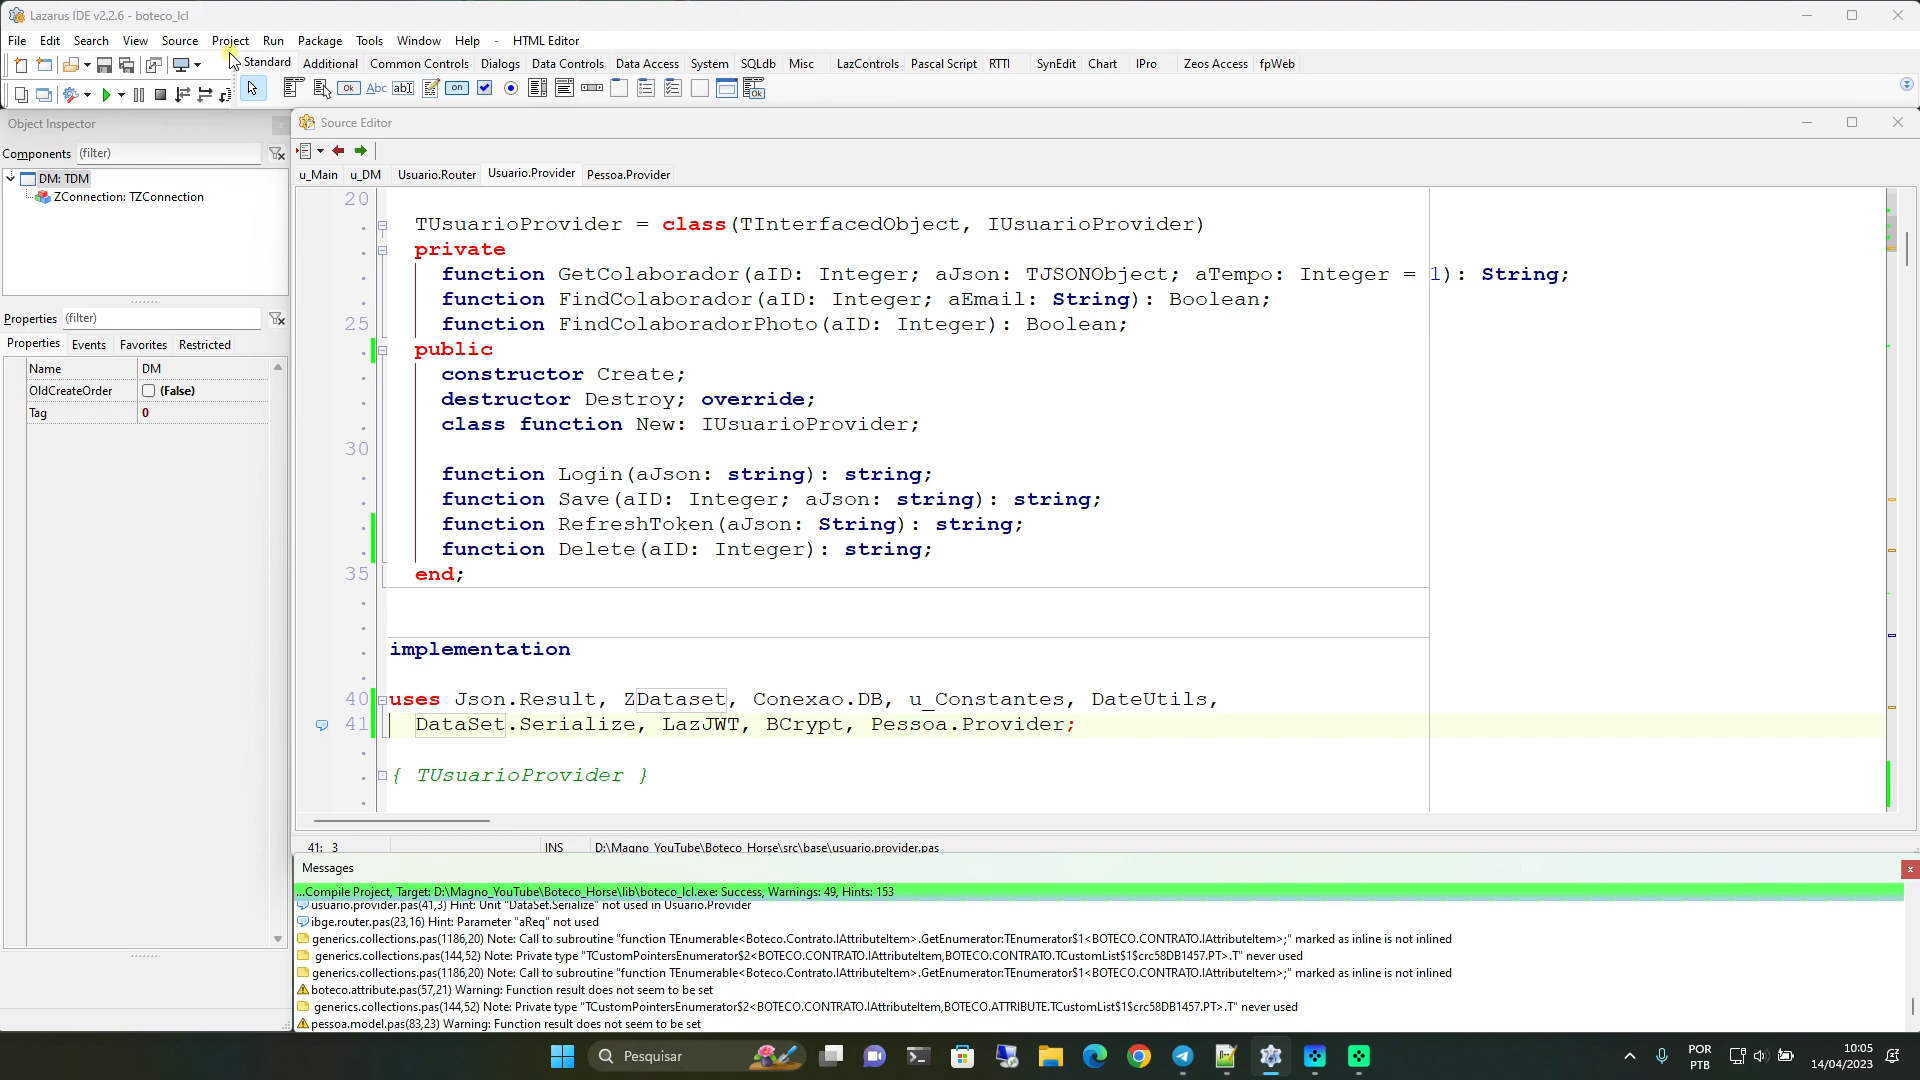 Lazarus IDE v2.2.6 - boteco_lcl
File Edit Search View Source Project Run Package Tools Window Help - HTML Editor
Standard Additional Common Controls Dialogs Data Controls Data Access System SQLdb Misc LazControls Pascal Script RTTI SynEdit Chart IPro Zeos Access fpWeb
Ok Abc ab on Ok
Object Inspector
Source Editor
Components (filter)
DM: TDM
ZConnection: TZConnection
u_Main u_DM Usuario.Router Usuario.Provider Pessoa.Provider
Properties (filter)
Properties Events Favorites Restricted
Name DM
OldCreateOrder (False)
Tag 0
20
TUsuarioProvider = class(TInterfacedObject, IUsuarioProvider)
private
function GetColaborador(aID: Integer; aJson: TJSONObject; aTempo: Integer = 1): String;
function FindColaborador(aID: Integer; aEmail: String): Boolean;
25 function FindColaboradorPhoto(aID: Integer): Boolean;
public
constructor Create;
destructor Destroy; override;
class function New: IUsuarioProvider;
30
function Login(aJson: string): string;
function Save(aID: Integer; aJson: string): string;
function RefreshToken(aJson: String): string;
function Delete(aID: Integer): string;
35 end;
implementation
40 uses Json.Result, ZDataset, Conexao.DB, u_Constantes, DateUtils,
41 DataSet.Serialize, LazJWT, BCrypt, Pessoa.Provider;
{ TUsuarioProvider }
41: 3 INS D:\Magno_YouTube\Boteco_Horse\src\base\usuario.provider.pas
Messages
...Compile Project, Target: D:\Magno_YouTube\Boteco_Horse\lib\boteco_lcl.exe: Success, Warnings: 49, Hints: 153
usuario.provider.pas(41,3) Hint: Unit "DataSet.Serialize" not used in Usuario.Provider
ibge.router.pas(23,16) Hint: Parameter "aReq" not used
generics.collections.pas(1186,20) Note: Call to subroutine "function TEnumerable<Boteco.Contrato.IAttributeItem>.GetEnumerator:TEnumerator$1<BOTECO.CONTRATO.IAttributeItem>;" marked as inline is not inlined
generics.collections.pas(144,52) Note: Private type "TCustomPointersEnumerator$2<BOTECO.CONTRATO.IAttributeItem,BOTECO.CONTRATO.TCustomList$1$crc58DB1457.PT>.T" never used
generics.collections.pas(1186,20) Note: Call to subroutine "function TEnumerable<Boteco.Contrato.IAttributeItem>.GetEnumerator:TEnumerator$1<BOTECO.CONTRATO.IAttributeItem>;" marked as inline is not inlined
boteco.attribute.pas(57,21) Warning: Function result does not seem to be set
generics.collections.pas(144,52) Note: Private type "TCustomPointersEnumerator$2<BOTECO.CONTRATO.IAttributeItem,BOTECO.ATTRIBUTE.TCustomList$1$crc58DB1457.PT>.T" never used
pessoa.model.pas(83,23) Warning: Function result does not seem to be set
Pesquisar
POR
PTB
10:05
14/04/2023